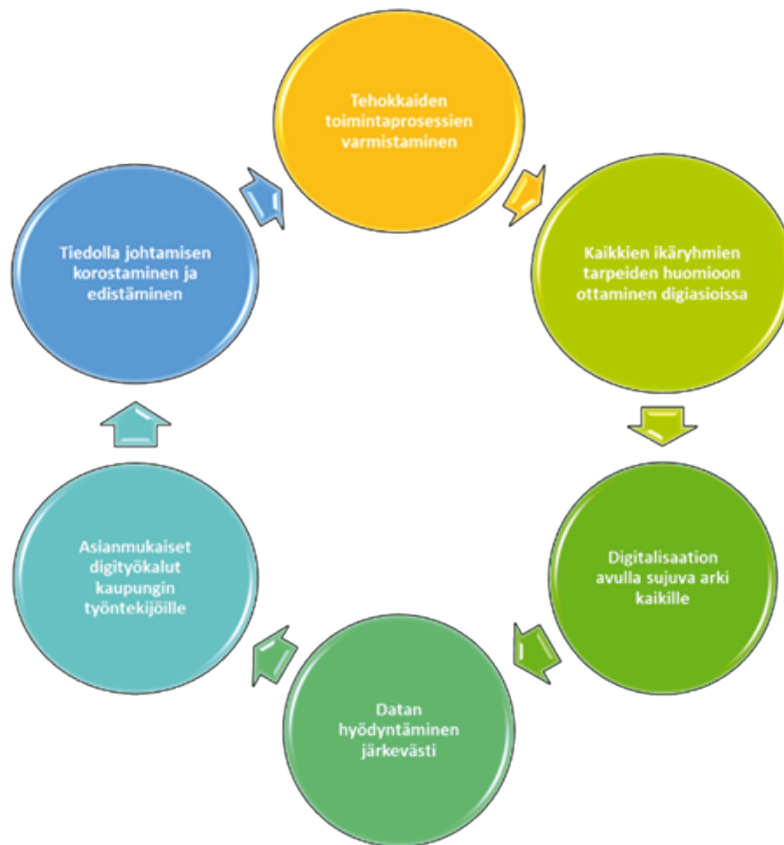 Tehokkaiden
toimintaprosessien
varmistaminen
Kaikkien ikäryhmien
tarpeiden huomioon
ottaminen digiasioissa
Digitalisaation
avulla sujuva arki
kaikille
Datan
hyödyntäminen
järkevästi
Asianmukaiset
digityökalut
kaupungin
työntekijöille
Tiedolla johtamisen
korostaminen ja
edistäminen